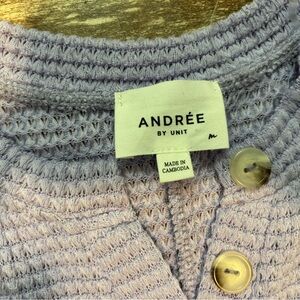 ANDRÉE
BY UNIT
M
MADE IN
CAMBODIA